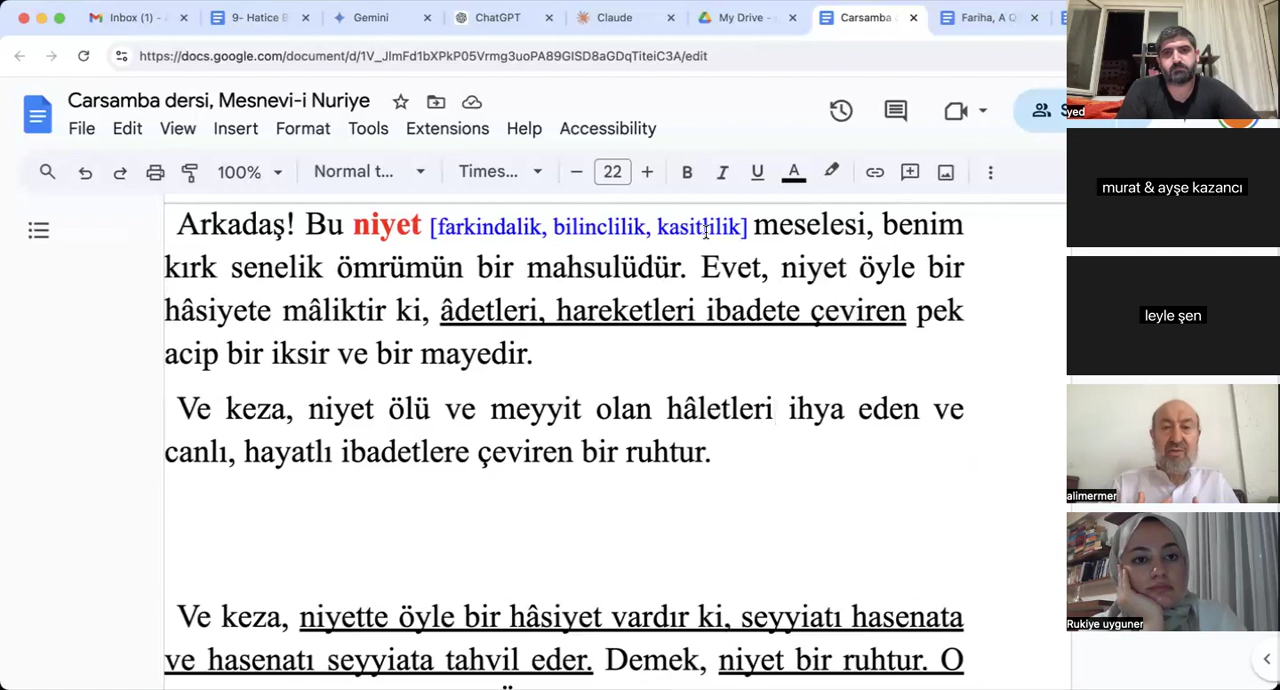 Inbox (1) -
9- Hatice B
Gemini
ChatGPT
Claude
My Drive -
Carsamba
Fariha, A Q
https://docs.google.com/document/d/1V_JlmFd1bXPkP05Vrmg3uoPA89GlSD8aGDqTiteiC3A/edit
Carsamba dersi, Mesnevi-i Nuriye
File Edit View Insert Format Tools Extensions Help Accessibility
100% Normal t... Times... 22 B I U A
Arkadaş! Bu niyet [farkindalik, bilinclilik, kasitlilik] meselesi, benim
kırk senelik ömrümün bir mahsulüdür. Evet, niyet öyle bir
hâsiyete mâliktir ki, âdetleri, hareketleri ibadete çeviren pek
acip bir iksir ve bir mayedir.
Ve keza, niyet ölü ve meyyit olan hâletleri ihya eden ve
canlı, hayatlı ibadetlere çeviren bir ruhtur.
Ve keza, niyette öyle bir hâsiyet vardır ki, seyyiatı hasenata
ve hasenatı seyyiata tahvil eder. Demek, niyet bir ruhtur. O
yed
murat & ayşe kazancı
leyle şen
alimermer
Rukiye uyguner